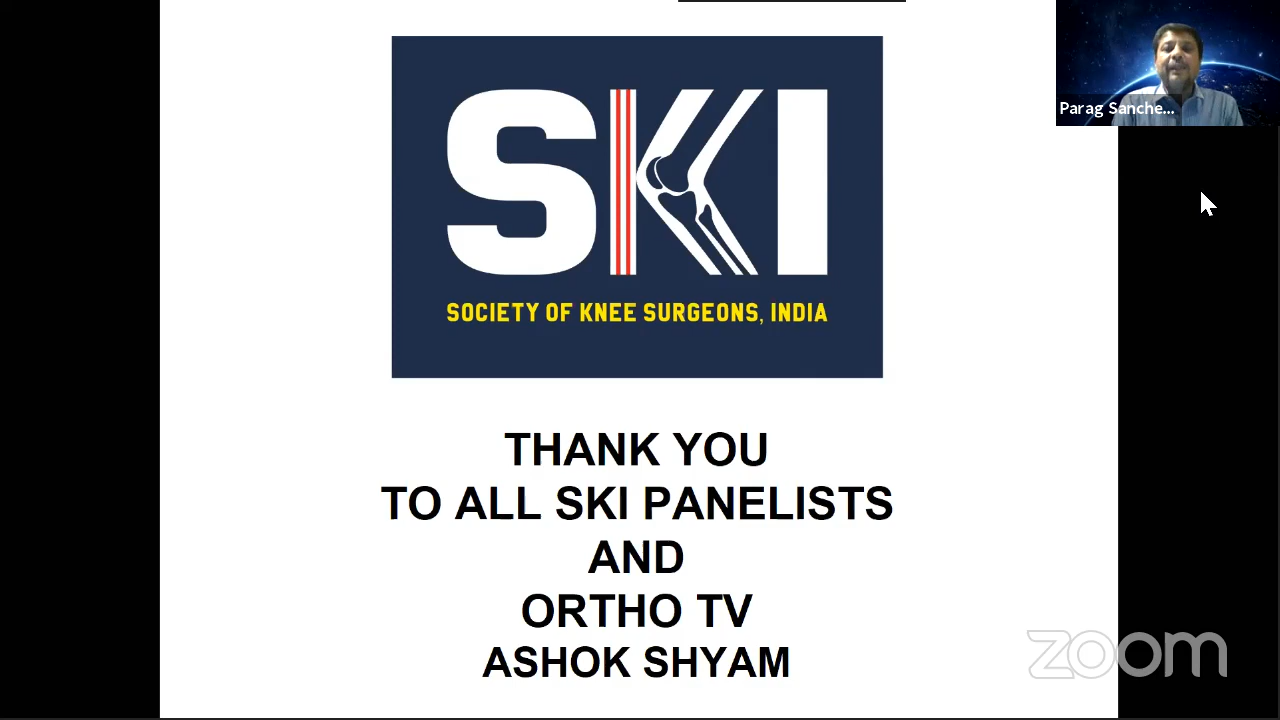 SKI
SOCIETY OF KNEE SURGEONS, INDIA
THANK YOU
TO ALL SKI PANELISTS
AND
ORTHO TV
ASHOK SHYAM
Parag Sanche...
zoom